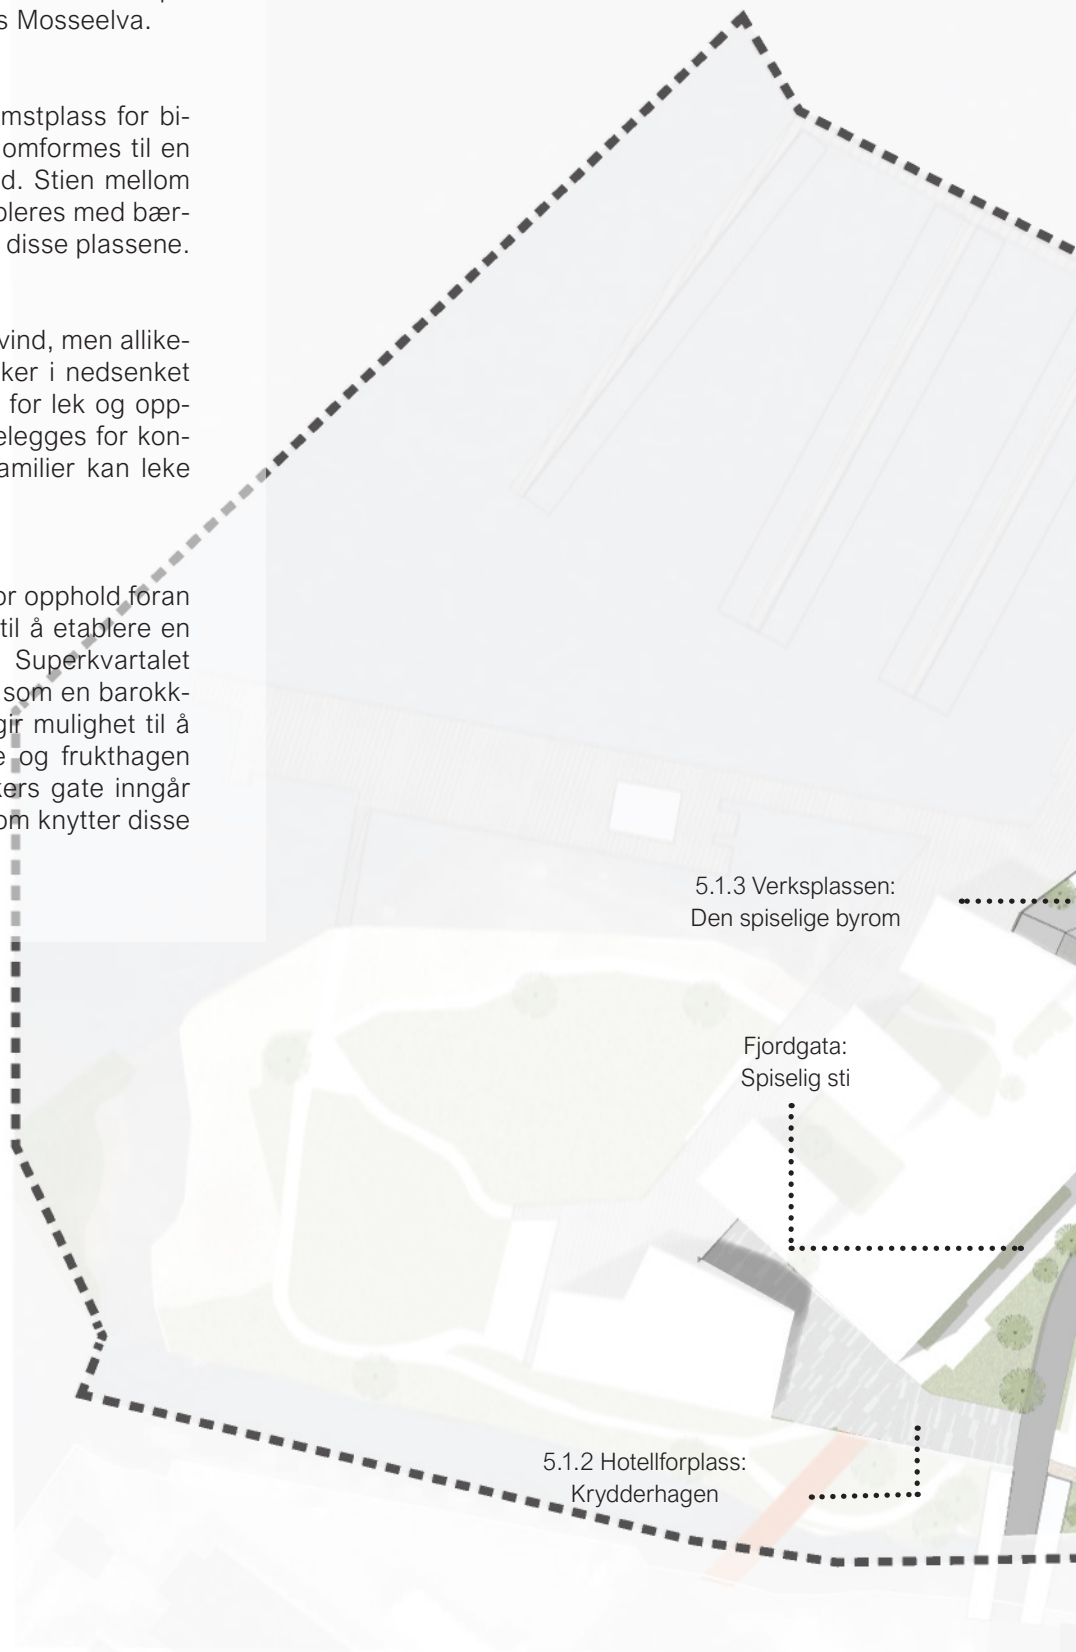 s Mosseelva.
mstplass for bi-
omformes til en
d. Stien mellom
bleres med bær-
disse plassene.
vind, men allike-
ker i nedsenket
for lek og opp-
elegges for kon-
amilier kan leke
or opphold foran
til å etablere en
Superkvartalet
som en barokk-
gir mulighet til å
e og frukthagen
kers gate inngår
om knytter disse
5.1.3 Verksplassen:
Den spiselige byrom
Fjordgata:
Spiselig sti
5.1.2 Hotellforplass:
Krydderhagen